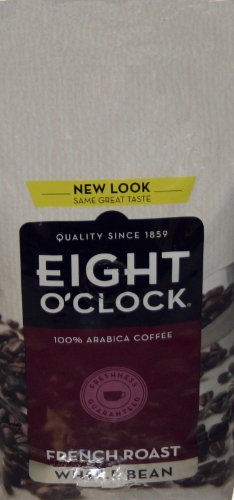 NEW LOOK
SAME GREAT TASTE
QUALITY SINCE 1859
EIGHT
O'CLOCK®
100% ARABICA COFFEE
FRESHNESS
GUARANTEED
FRENCH ROAST
WHOLE BEAN